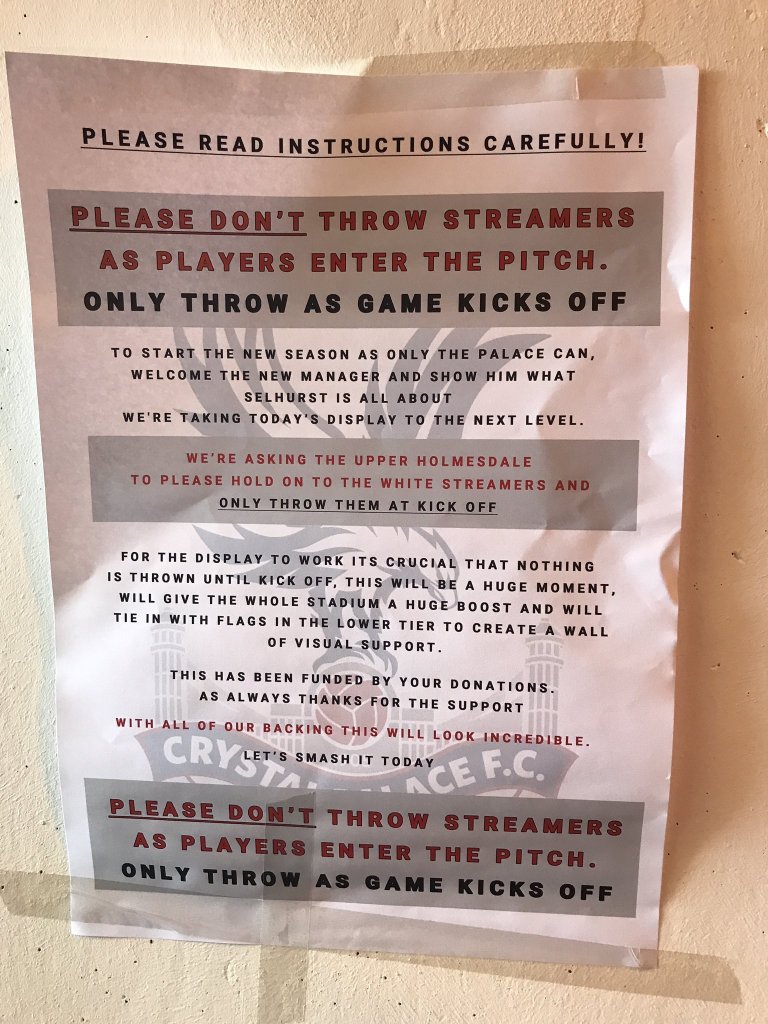 PLEASE READ INSTRUCTIONS CAREFULLY!
PLEASE DON'T THROW STREAMERS
AS PLAYERS ENTER THE PITCH.
ONLY THROW AS GAME KICKS OFF
TO START THE NEW SEASON AS ONLY THE PALACE CAN,
WELCOME THE NEW MANAGER AND SHOW HIM WHAT
SELHURST IS ALL ABOUT
WE'RE TAKING TODAY'S DISPLAY TO THE NEXT LEVEL.
WE'RE ASKING THE UPPER HOLMESDALE
TO PLEASE HOLD ON TO THE WHITE STREAMERS AND
ONLY THROW THEM AT KICK OFF
FOR THE DISPLAY TO WORK ITS CRUCIAL THAT NOTHING
IS THROWN UNTIL KICK OFF, THIS WILL BE A HUGE MOMENT,
WILL GIVE THE WHOLE STADIUM A HUGE BOOST AND WILL
TIE IN WITH FLAGS IN THE LOWER TIER TO CREATE A WALL
OF VISUAL SUPPORT.
THIS HAS BEEN FUNDED BY YOUR DONATIONS.
AS ALWAYS THANKS FOR THE SUPPORT
WITH ALL OF OUR BACKING THIS WILL LOOK INCREDIBLE.
LET'S SMASH IT TODAY
CRYSTAL PALACE F.C.
PLEASE DON'T THROW STREAMERS
AS PLAYERS ENTER THE PITCH.
ONLY THROW AS GAME KICKS OFF